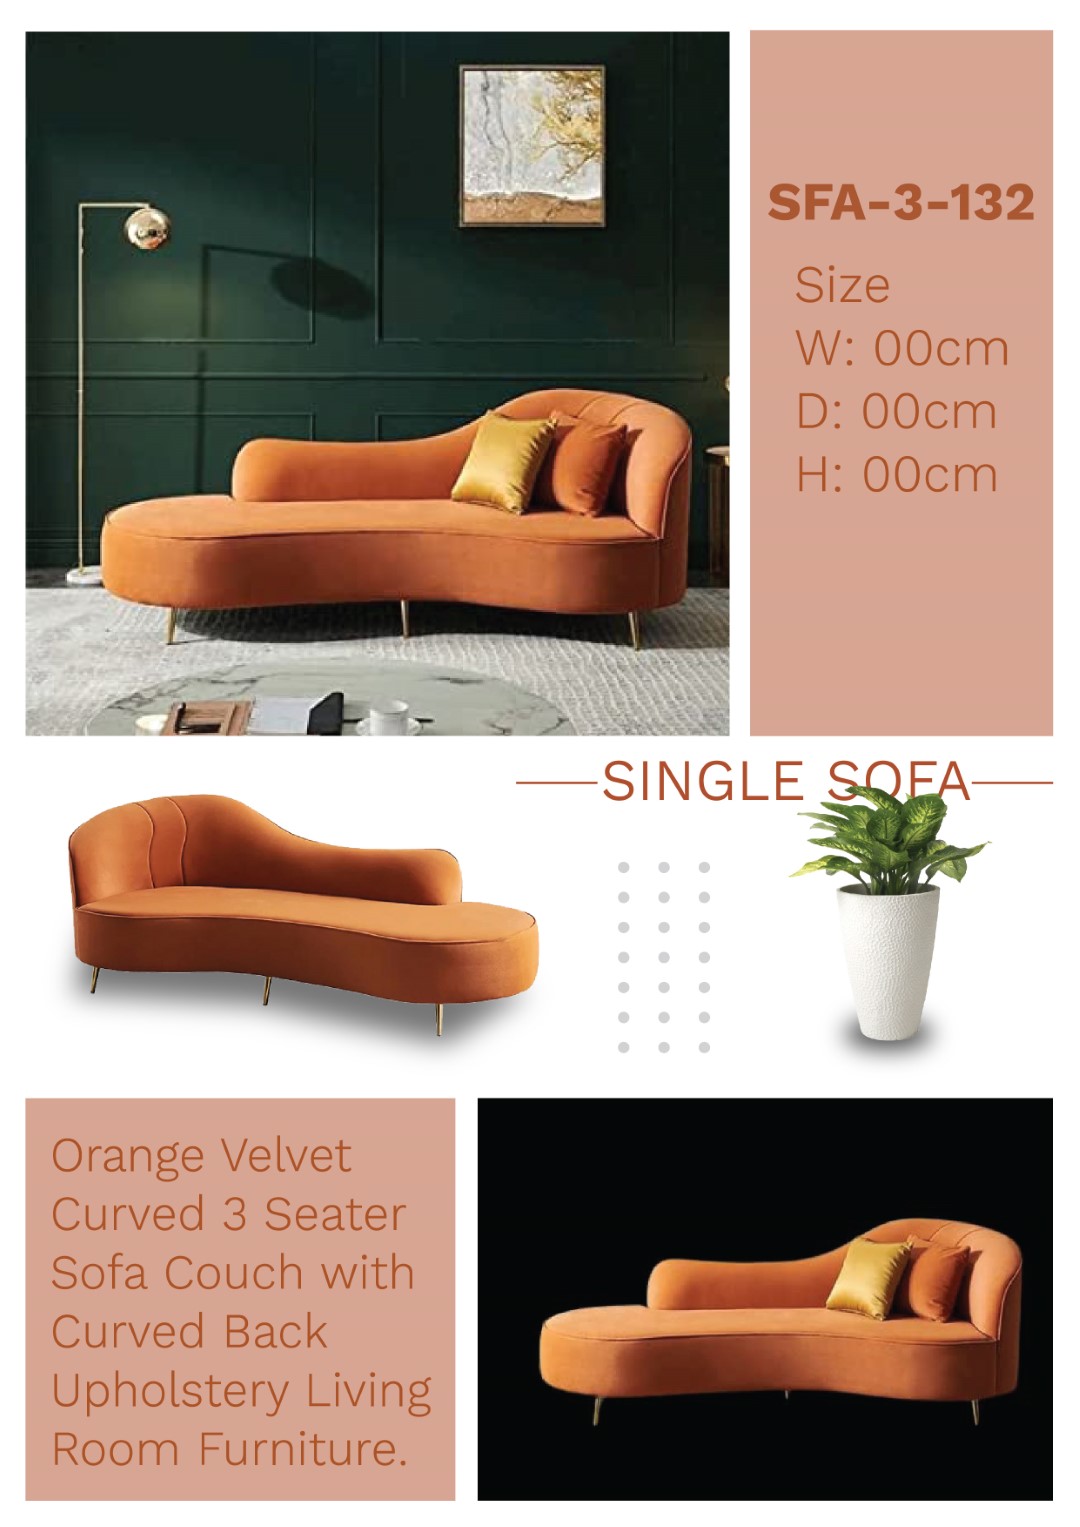 SFA-3-132
Size
W: 00cm
D: 00cm
H: 00cm
SINGLE SOFA
Orange Velvet
Curved 3 Seater
Sofa Couch with
Curved Back
Upholstery Living
Room Furniture.